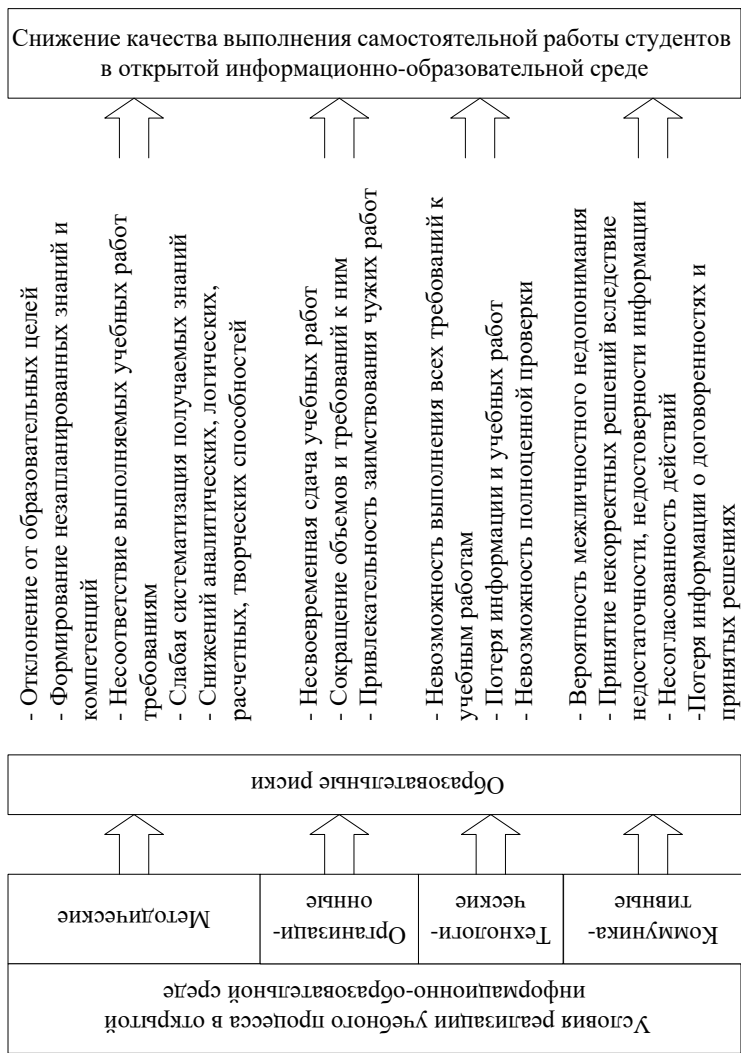 Снижение качества выполнения самостоятельной работы студентов
в открытой информационно-образовательной среде
- Отклонение от образовательных целей
- Формирование незапланированных знаний и
компетенций
- Несоответствие выполняемых учебных работ
требованиям
- Слабая систематизация получаемых знаний
- Снижений аналитических, логических,
расчетных, творческих способностей
- Несвоевременная сдача учебных работ
- Сокращение объемов и требований к ним
- Привлекательность заимствования чужих работ
- Невозможность выполнения всех требований к
учебным работам
- Потеря информации и учебных работ
- Невозможность полноценной проверки
- Вероятность межличностного недопонимания
- Принятие некорректных решений вследствие
недостаточности, недостоверности информации
- Несогласованность действий
-Потеря информации о договоренностях и
принятых решениях
Образовательные риски
Методические
Организаци-
онные
Технологи-
ческие
Коммуника-
тивные
Условия реализации учебного процесса в открытой
информационно-образовательной среде